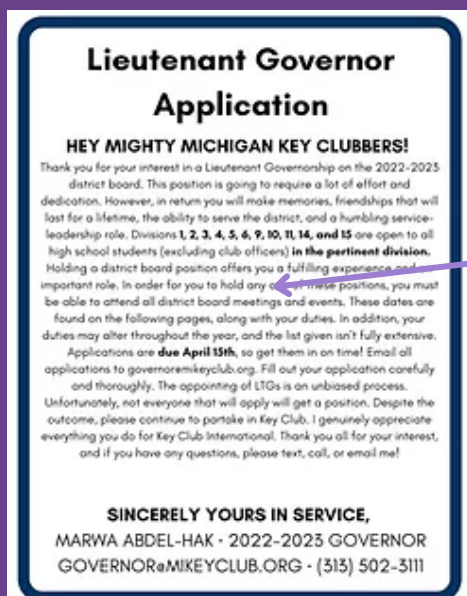 Lieutenant Governor
Application
HEY MIGHTY MICHIGAN KEY CLUBBERS!
Thank you for your interest in a Lieutenant Governorship on the 2022-2023
district board. This position is going to require a lot of effort and
dedication. However, in return you will make memories, friendships that will
last for a lifetime, the ability to serve the district, and a humbling service-
leadership role. Divisions 1, 2, 3, 4, 5, 6, 9, 10, 11, 14, and 15 are open to all
high school students (excluding club officers) in the pertinent division.
Holding a district board position offers you a fulfilling experience and
important role. In order for you to hold any of these positions, you must
be able to attend all district board meetings and events. These dates are
found on the following pages, along with your duties. In addition, your
duties may alter throughout the year, and the list given isn't fully extensive.
Applications are due April 15th, so get them in on time! Email all
applications to governoremikeyclub.org. Fill out your application carefully
and thoroughly. The appointing of LTGs is an unbiased process.
Unfortunately, not everyone that will apply will get a position. Despite the
outcome, please continue to partake in Key Club. I genuinely appreciate
everything you do for Key Club International. Thank you all for your interest,
and if you have any questions, please text, call, or email me!
SINCERELY YOURS IN SERVICE,
MARWA ABDEL-HAK • 2022-2023 GOVERNOR
GOVERNOR@MIKEYCLUB.ORG • (313) 502-3111